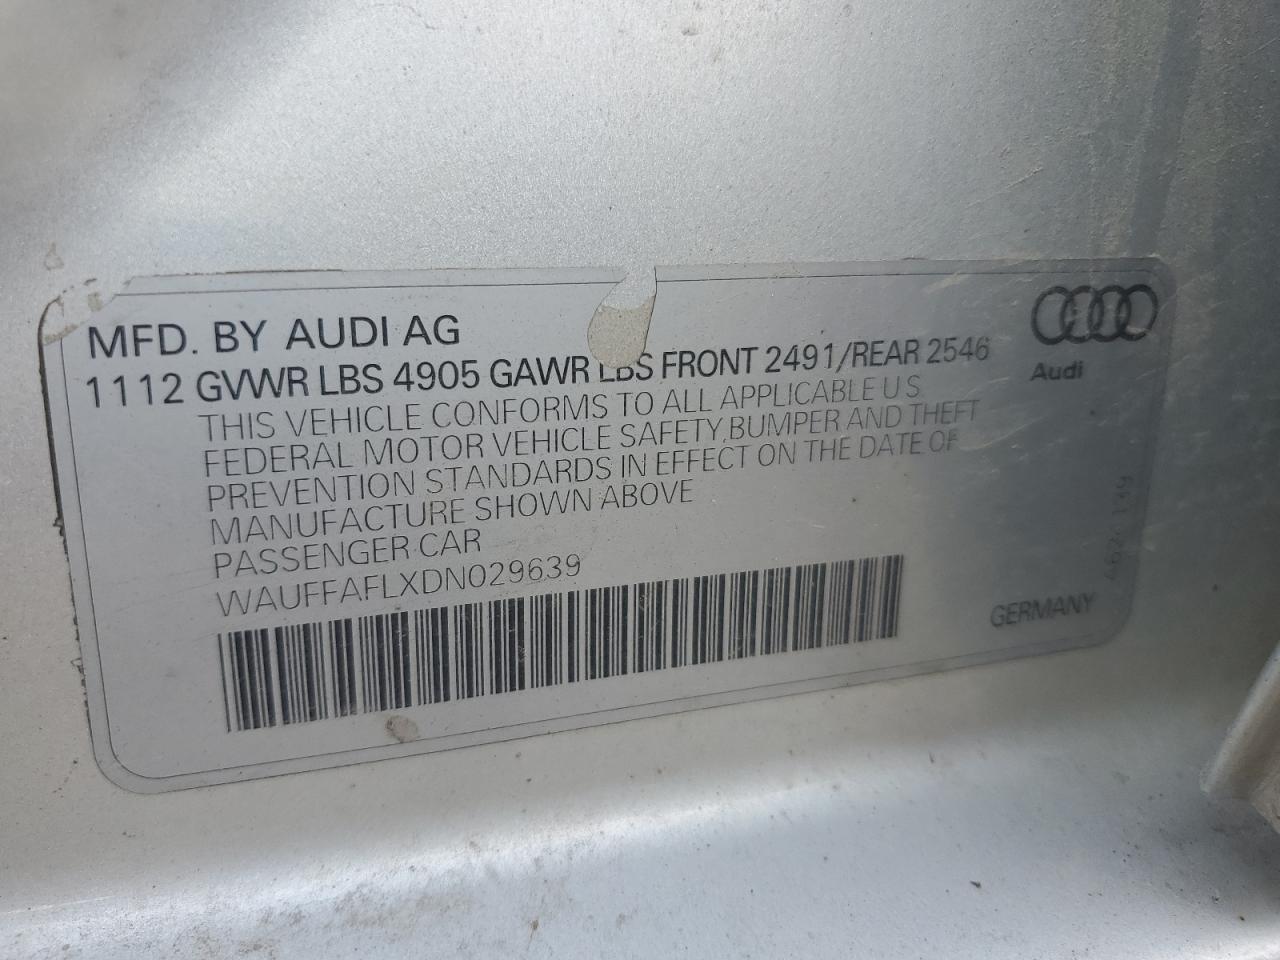 MFD. BY AUDI AG
1112 GVWR LBS 4905 GAWR LBS FRONT 2491/REAR 2546
Audi
THIS VEHICLE CONFORMS TO ALL APPLICABLE U S
FEDERAL MOTOR VEHICLE SAFETY,BUMPER AND THEFT
PREVENTION STANDARDS IN EFFECT ON THE DATE OF
MANUFACTURE SHOWN ABOVE
PASSENGER CAR
WAUFFAFLXDN029639
GERMANY